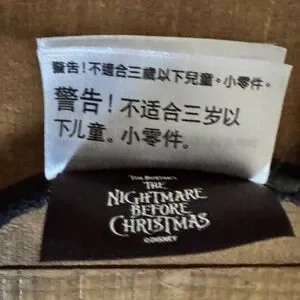 警告！不適合三歲以下兒童。小零件。
警告！不适合三岁以
下儿童。小零件。
TIM BURTON'S
THE
NIGHTMARE
BEFORE
CHRISTMAS
©DISNEY